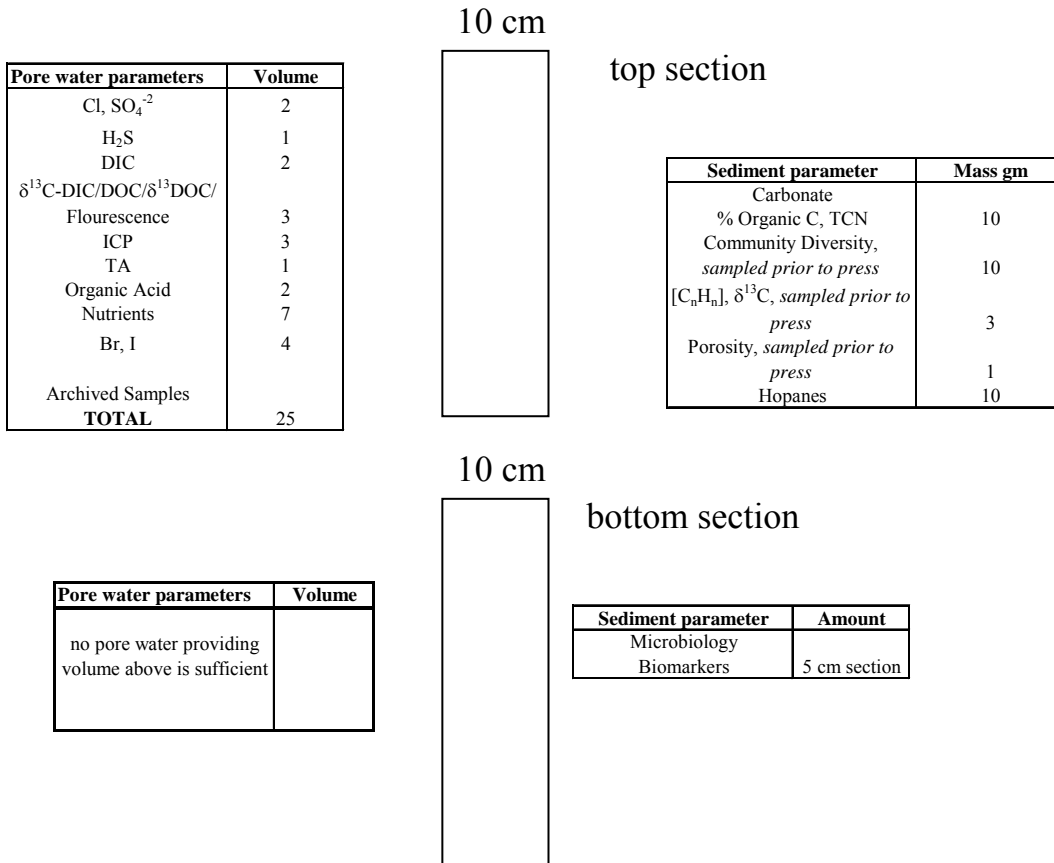 10 cm
top section
Pore water parameters Volume
Cl, SO₄⁻² 2
H₂S 1
DIC 2
δ¹³C-DIC/DOC/δ¹³DOC/
Flourescence 3
ICP 3
TA 1
Organic Acid 2
Nutrients 7
Br, I 4
Archived Samples
TOTAL 25
Sediment parameter Mass gm
Carbonate
% Organic C, TCN 10
Community Diversity,
sampled prior to press 10
[CₙHₙ], δ¹³C, sampled prior to
press 3
Porosity, sampled prior to
press 1
Hopanes 10
10 cm
bottom section
Pore water parameters Volume
no pore water providing
volume above is sufficient
Sediment parameter Amount
Microbiology
Biomarkers 5 cm section